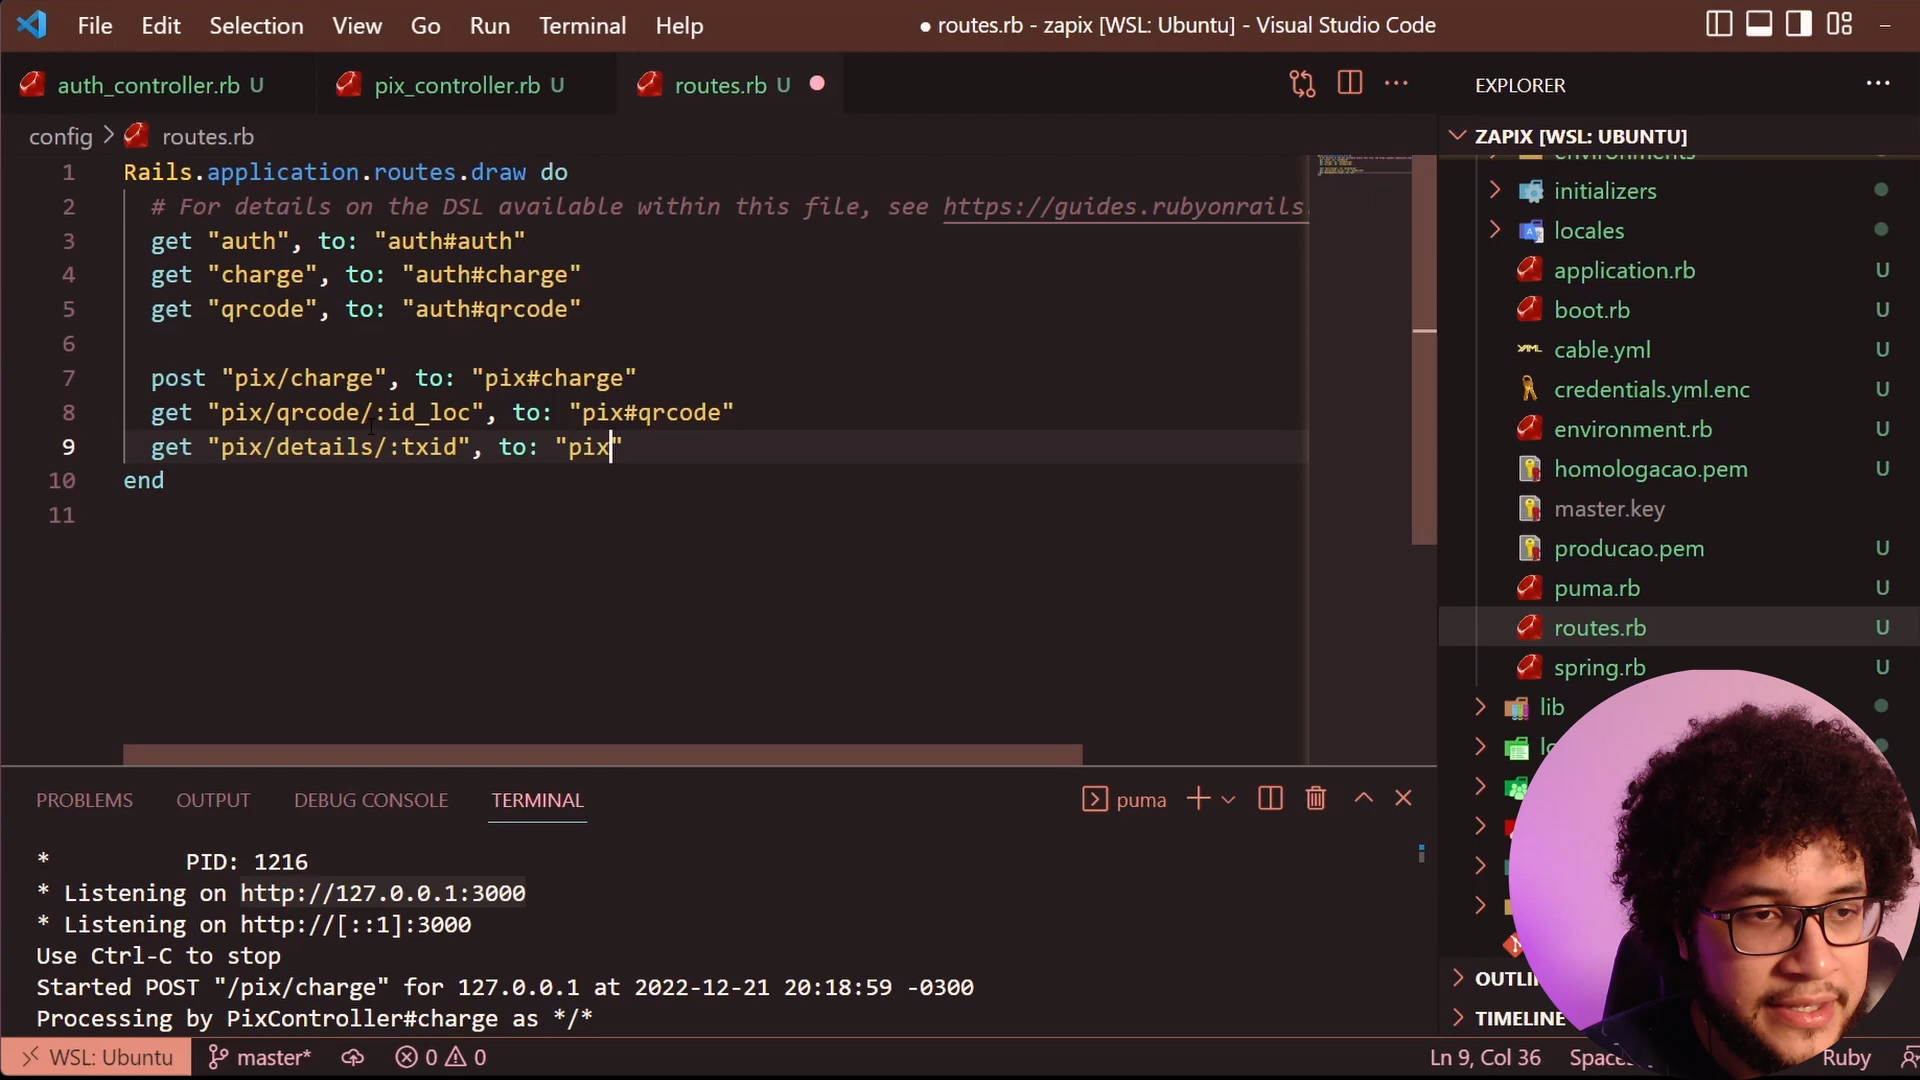 File Edit Selection View Go Run Terminal Help
● routes.rb - zapix [WSL: Ubuntu] - Visual Studio Code
auth_controller.rb U
pix_controller.rb U
routes.rb U
config > routes.rb
1 Rails.application.routes.draw do
2 # For details on the DSL available within this file, see https://guides.rubyonrails.
3 get "auth", to: "auth#auth"
4 get "charge", to: "auth#charge"
5 get "qrcode", to: "auth#qrcode"
6
7 post "pix/charge", to: "pix#charge"
8 get "pix/qrcode/:id_loc", to: "pix#qrcode"
9 get "pix/details/:txid", to: "pix"
10 end
11
PROBLEMS OUTPUT DEBUG CONSOLE TERMINAL
puma
* PID: 1216
* Listening on http://127.0.0.1:3000
* Listening on http://[::1]:3000
Use Ctrl-C to stop
Started POST "/pix/charge" for 127.0.0.1 at 2022-12-21 20:18:59 -0300
Processing by PixController#charge as */*
EXPLORER
ZAPIX [WSL: UBUNTU]
environments
initializers
locales
application.rb U
boot.rb U
cable.yml U
credentials.yml.enc U
environment.rb U
homologacao.pem U
master.key
producao.pem U
puma.rb U
routes.rb U
spring.rb U
lib
TIMELINE
WSL: Ubuntu master* 0 0
Ln 9, Col 36
Ruby